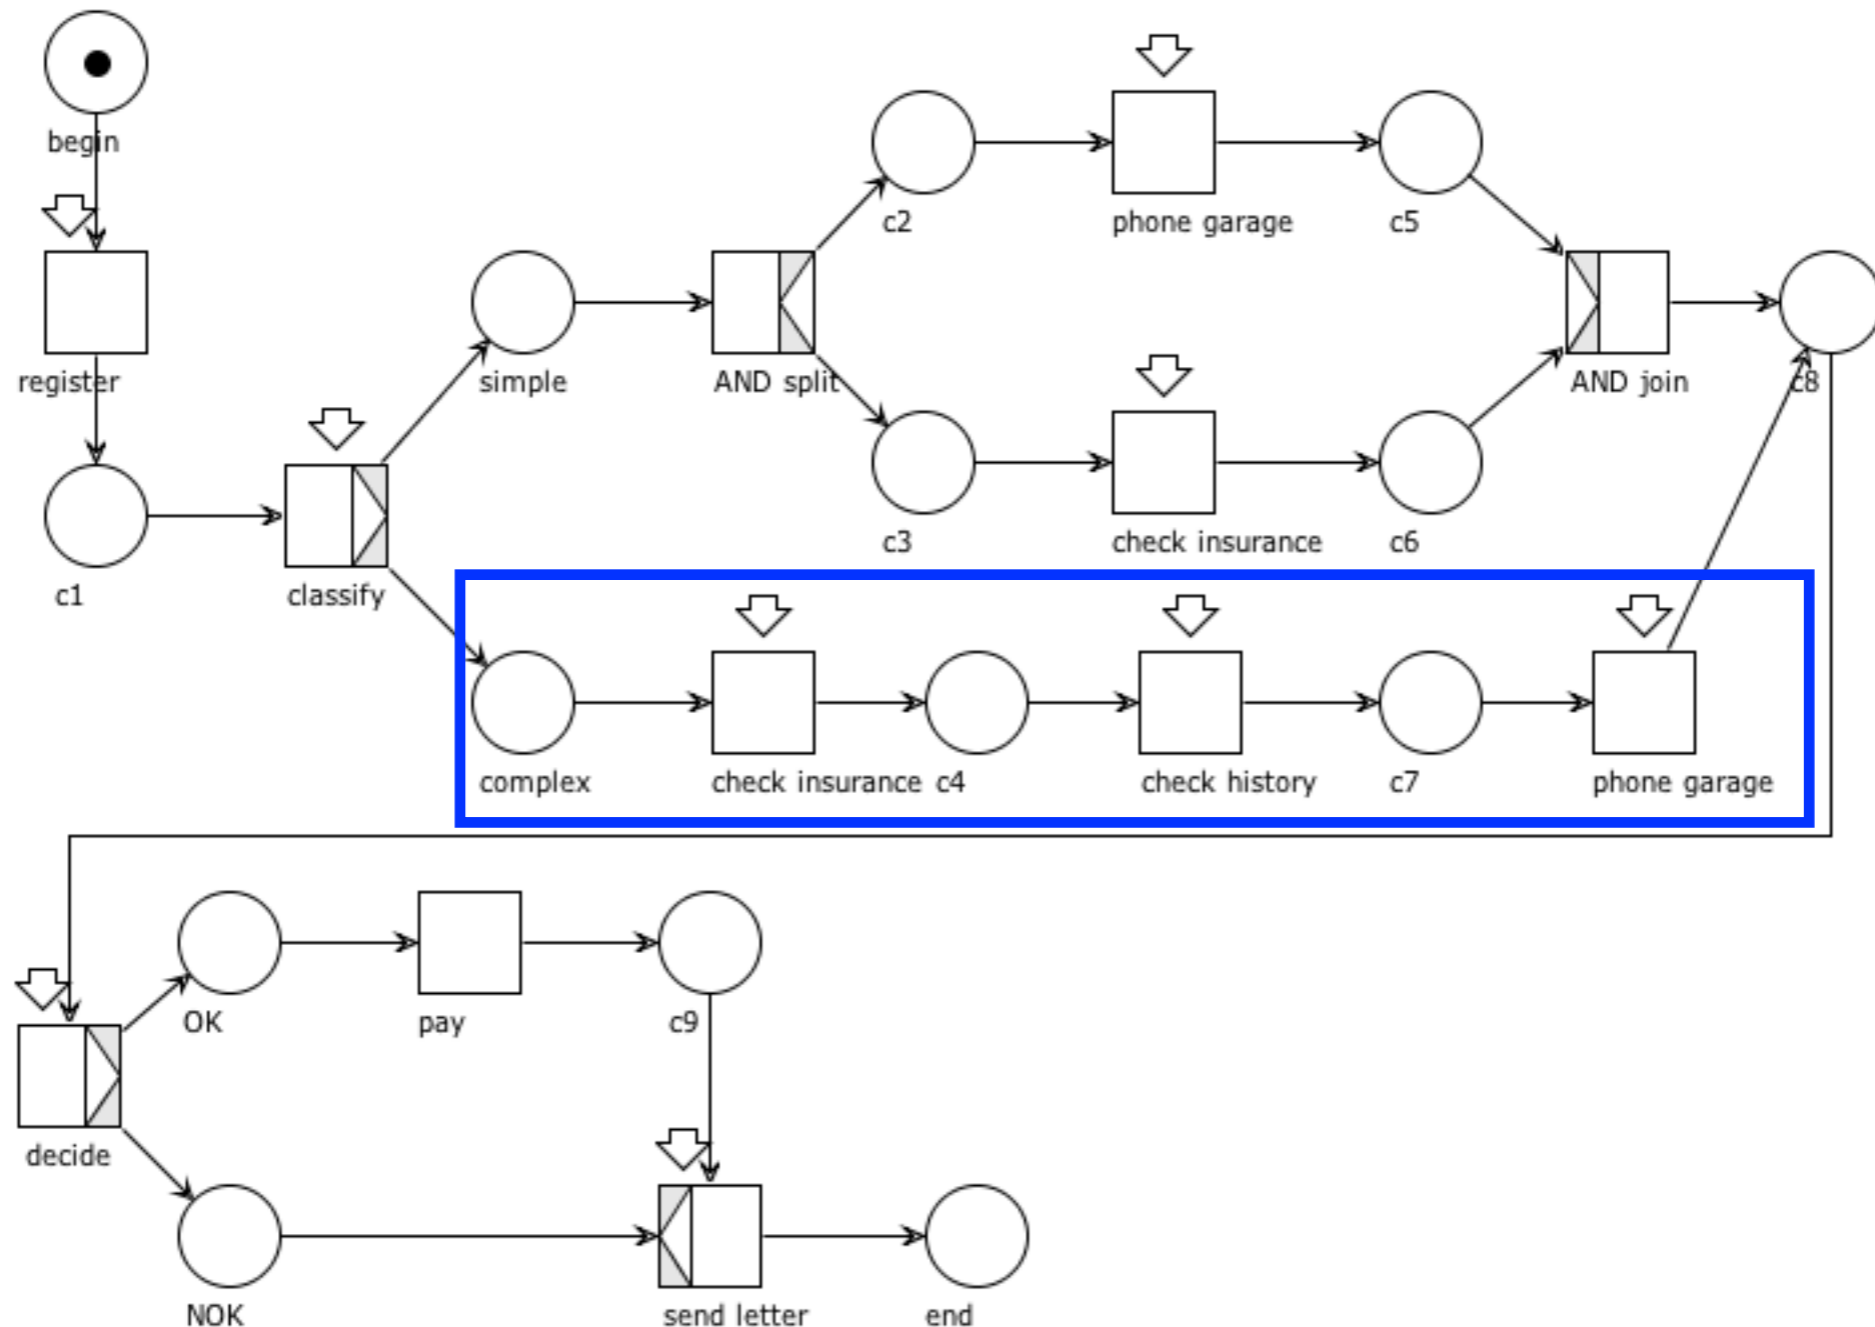 begin
c2
phone garage
c5
register
simple
AND split
AND join
c8
c1
classify
c3
check insurance
c6
complex
check insurance
c4
check history
c7
phone garage
OK
pay
c9
decide
NOK
send letter
end